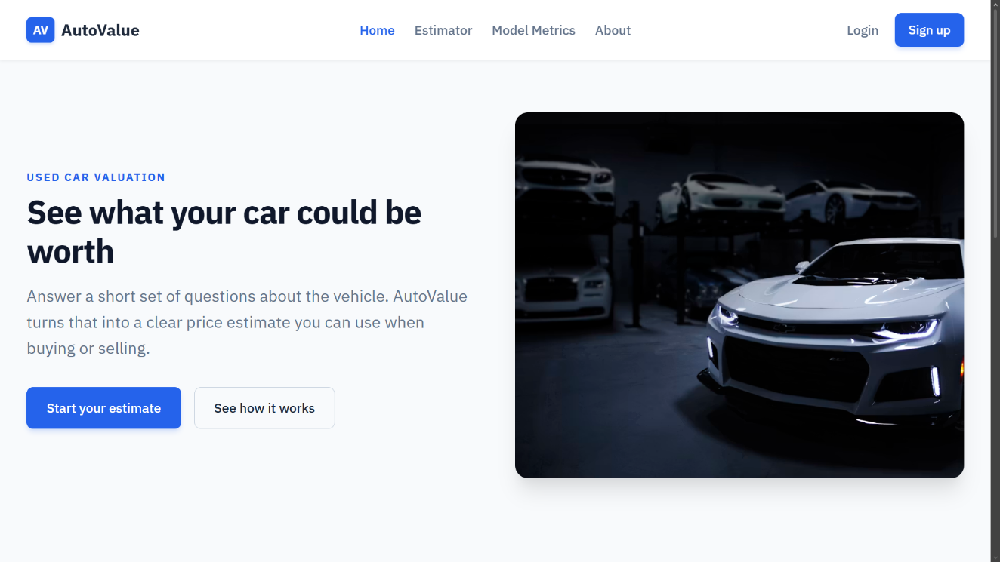 AV AutoValue
Home Estimator Model Metrics About
Login Sign up
USED CAR VALUATION
See what your car could be
worth
Answer a short set of questions about the vehicle. AutoValue
turns that into a clear price estimate you can use when
buying or selling.
Start your estimate See how it works